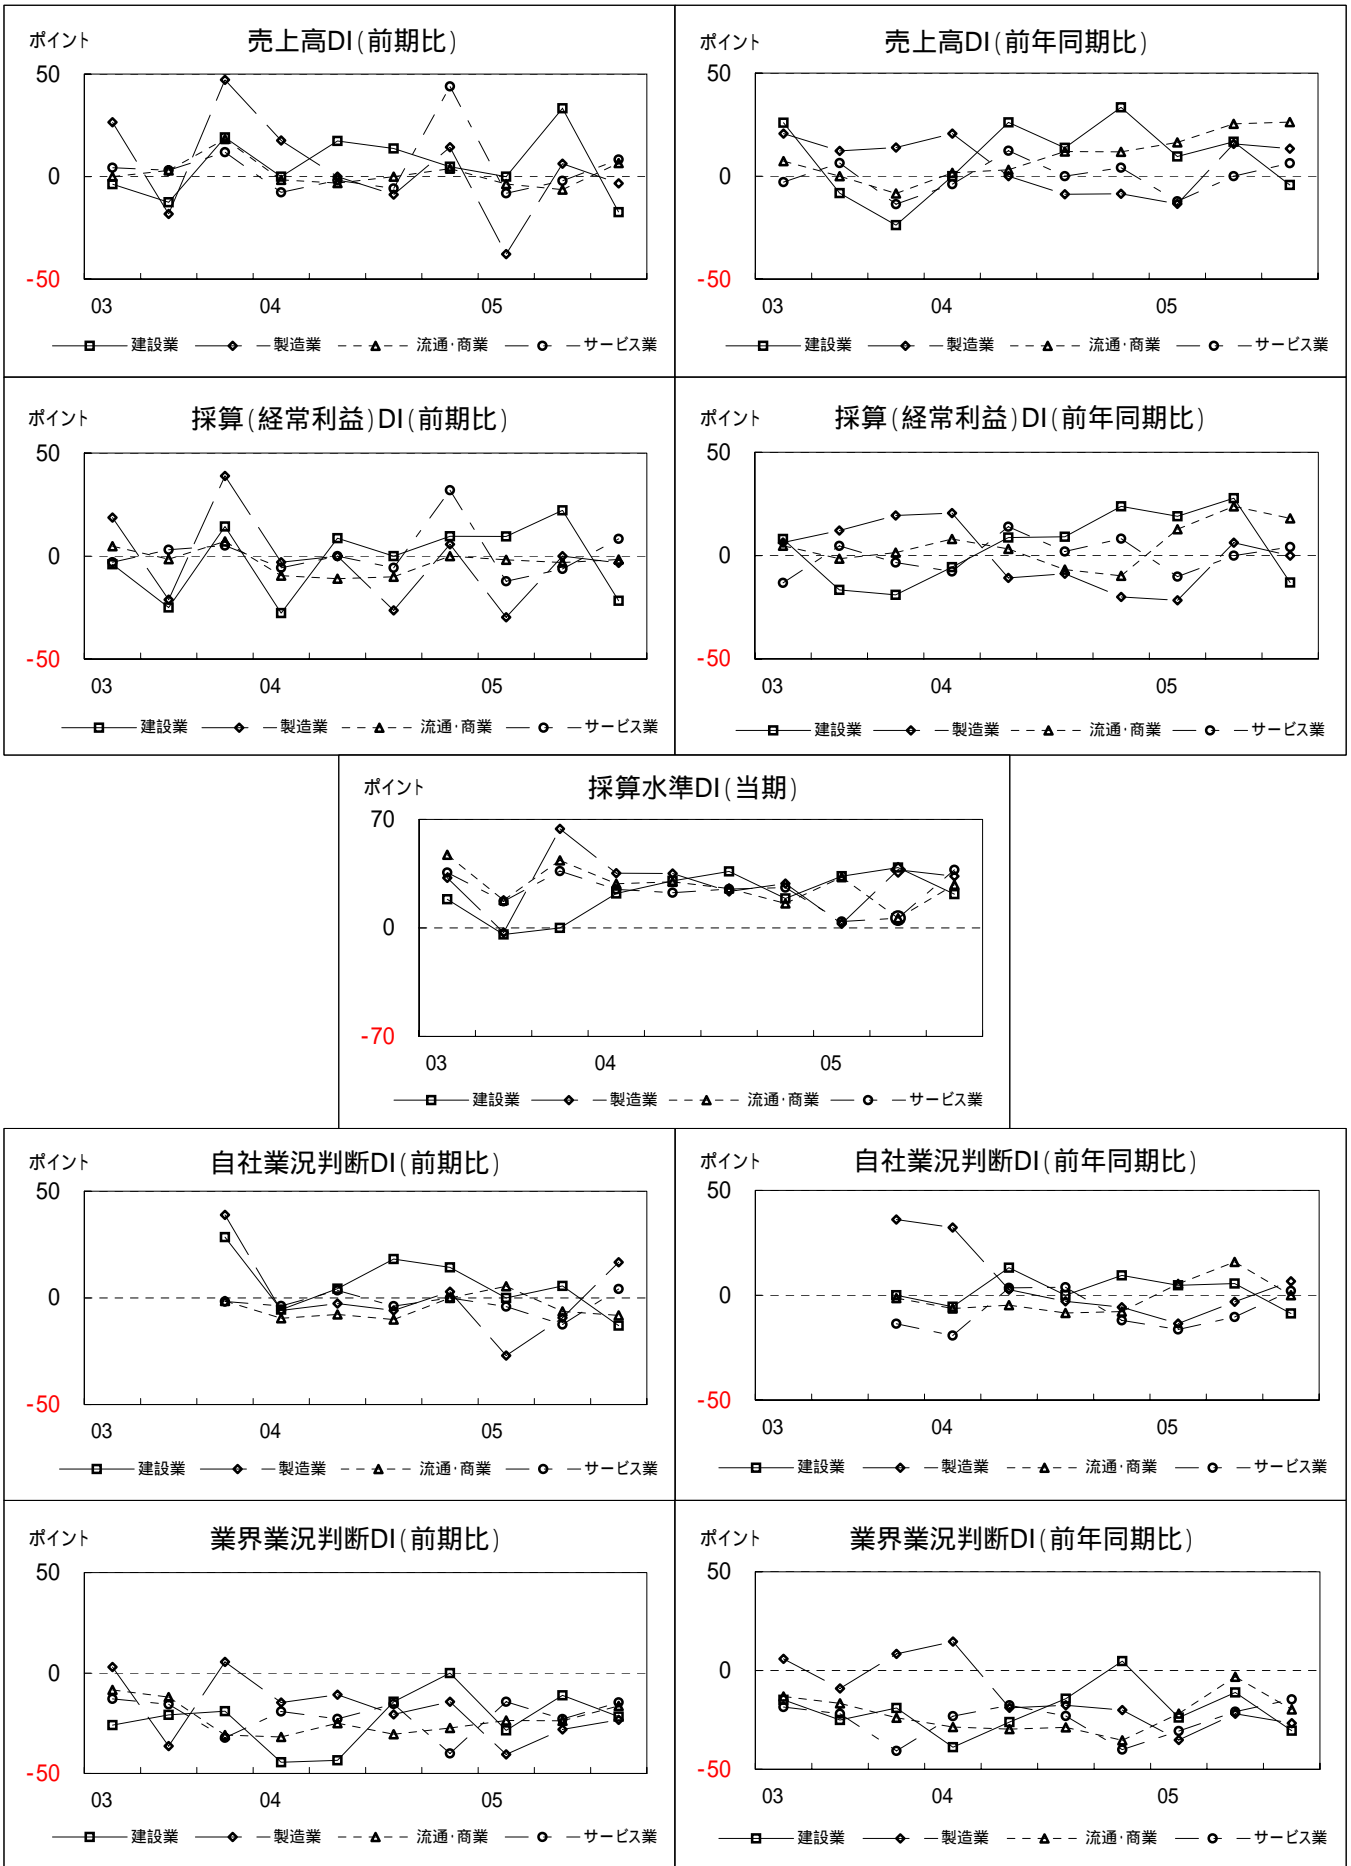 ポイント 売上高DI(前期比)
50
0
-50
03 04 05
建設業 製造業 流通・商業 サービス業
ポイント 売上高DI(前年同期比)
50
0
-50
03 04 05
建設業 製造業 流通・商業 サービス業
ポイント 採算(経常利益)DI(前期比)
50
0
-50
03 04 05
建設業 製造業 流通・商業 サービス業
ポイント 採算(経常利益)DI(前年同期比)
50
0
-50
03 04 05
建設業 製造業 流通・商業 サービス業
ポイント 採算水準DI(当期)
70
0
-70
03 04 05
建設業 製造業 流通・商業 サービス業
ポイント 自社業況判断DI(前期比)
50
0
-50
03 04 05
建設業 製造業 流通・商業 サービス業
ポイント 自社業況判断DI(前年同期比)
50
0
-50
03 04 05
建設業 製造業 流通・商業 サービス業
ポイント 業界業況判断DI(前期比)
50
0
-50
03 04 05
建設業 製造業 流通・商業 サービス業
ポイント 業界業況判断DI(前年同期比)
50
0
-50
03 04 05
建設業 製造業 流通・商業 サービス業